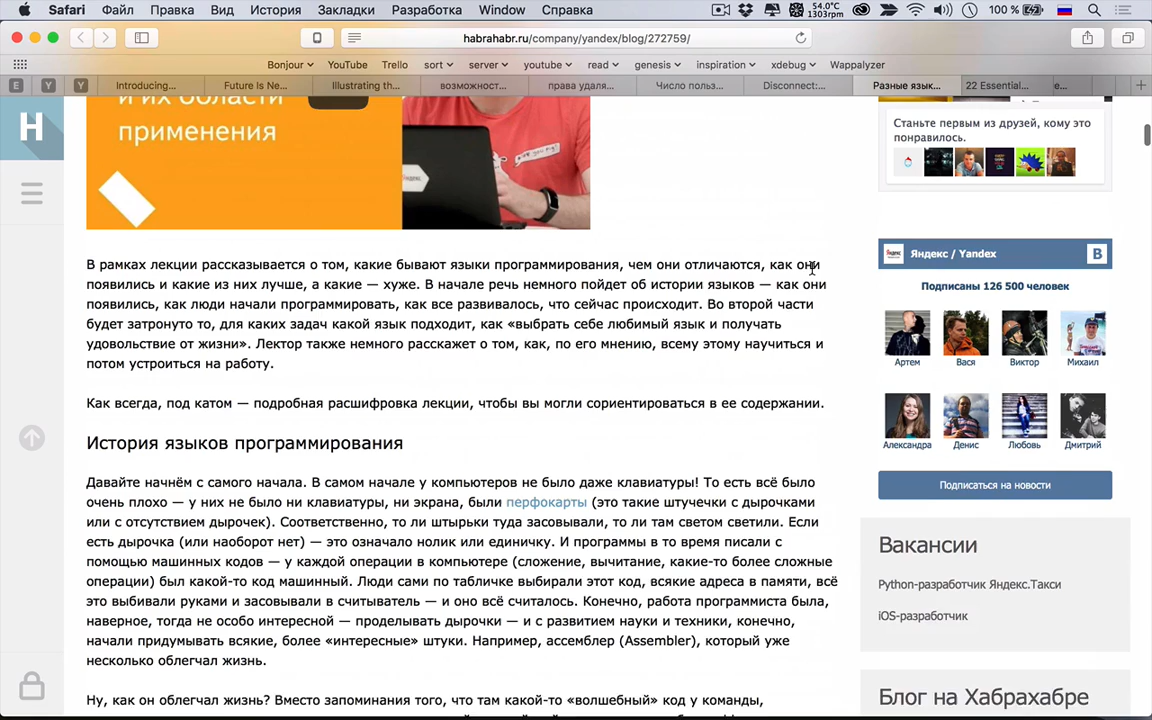 Safari Файл Правка Вид История Закладки Разработка Window Справка 54.0°C 1303rpm 100 %
habrahabr.ru/company/yandex/blog/272759/
Bonjour YouTube Trello sort server youtube read genesis inspiration xdebug Wappalyzer
E Y Y Introducing... Future Is Ne... Illustrating th... возможност... права удаля... Число польз... Disconnect:... Разные язык... 22 Essential... е...
H
и их области
применения
Яндекс
Станьте первым из друзей, кому это
понравилось.
Яндекс / Yandex B
Подписаны 126 500 человек
Артем Вася Виктор Михаил
Александра Денис Любовь Дмитрий
Подписаться на новости
Вакансии
Python-разработчик Яндекс.Такси
iOS-разработчик
Блог на Хабрахабре
В рамках лекции рассказывается о том, какие бывают языки программирования, чем они отличаются, как они
появились и какие из них лучше, а какие — хуже. В начале речь немного пойдет об истории языков — как они
появились, как люди начали программировать, как все развивалось, что сейчас происходит. Во второй части
будет затронуто то, для каких задач какой язык подходит, как «выбрать себе любимый язык и получать
удовольствие от жизни». Лектор также немного расскажет о том, как, по его мнению, всему этому научиться и
потом устроиться на работу.
Как всегда, под катом — подробная расшифровка лекции, чтобы вы могли сориентироваться в ее содержании.
История языков программирования
Давайте начнём с самого начала. В самом начале у компьютеров не было даже клавиатуры! То есть всё было
очень плохо — у них не было ни клавиатуры, ни экрана, были перфокарты (это такие штучечки с дырочками
или с отсутствием дырочек). Соответственно, то ли штырьки туда засовывали, то ли там светом светили. Если
есть дырочка (или наоборот нет) — это означало нолик или единичку. И программы в то время писали с
помощью машинных кодов — у каждой операции в компьютере (сложение, вычитание, какие-то более сложные
операции) был какой-то код машинный. Люди сами по табличке выбирали этот код, всякие адреса в памяти, всё
это выбивали руками и засовывали в считыватель — и оно всё считалось. Конечно, работа программиста была,
наверное, тогда не особо интересной — проделывать дырочки — и с развитием науки и техники, конечно,
начали придумывать всякие, более «интересные» штуки. Например, ассемблер (Assembler), который уже
несколько облегчал жизнь.
Ну, как он облегчал жизнь? Вместо запоминания того, что там какой-то «волшебный» код у команды,